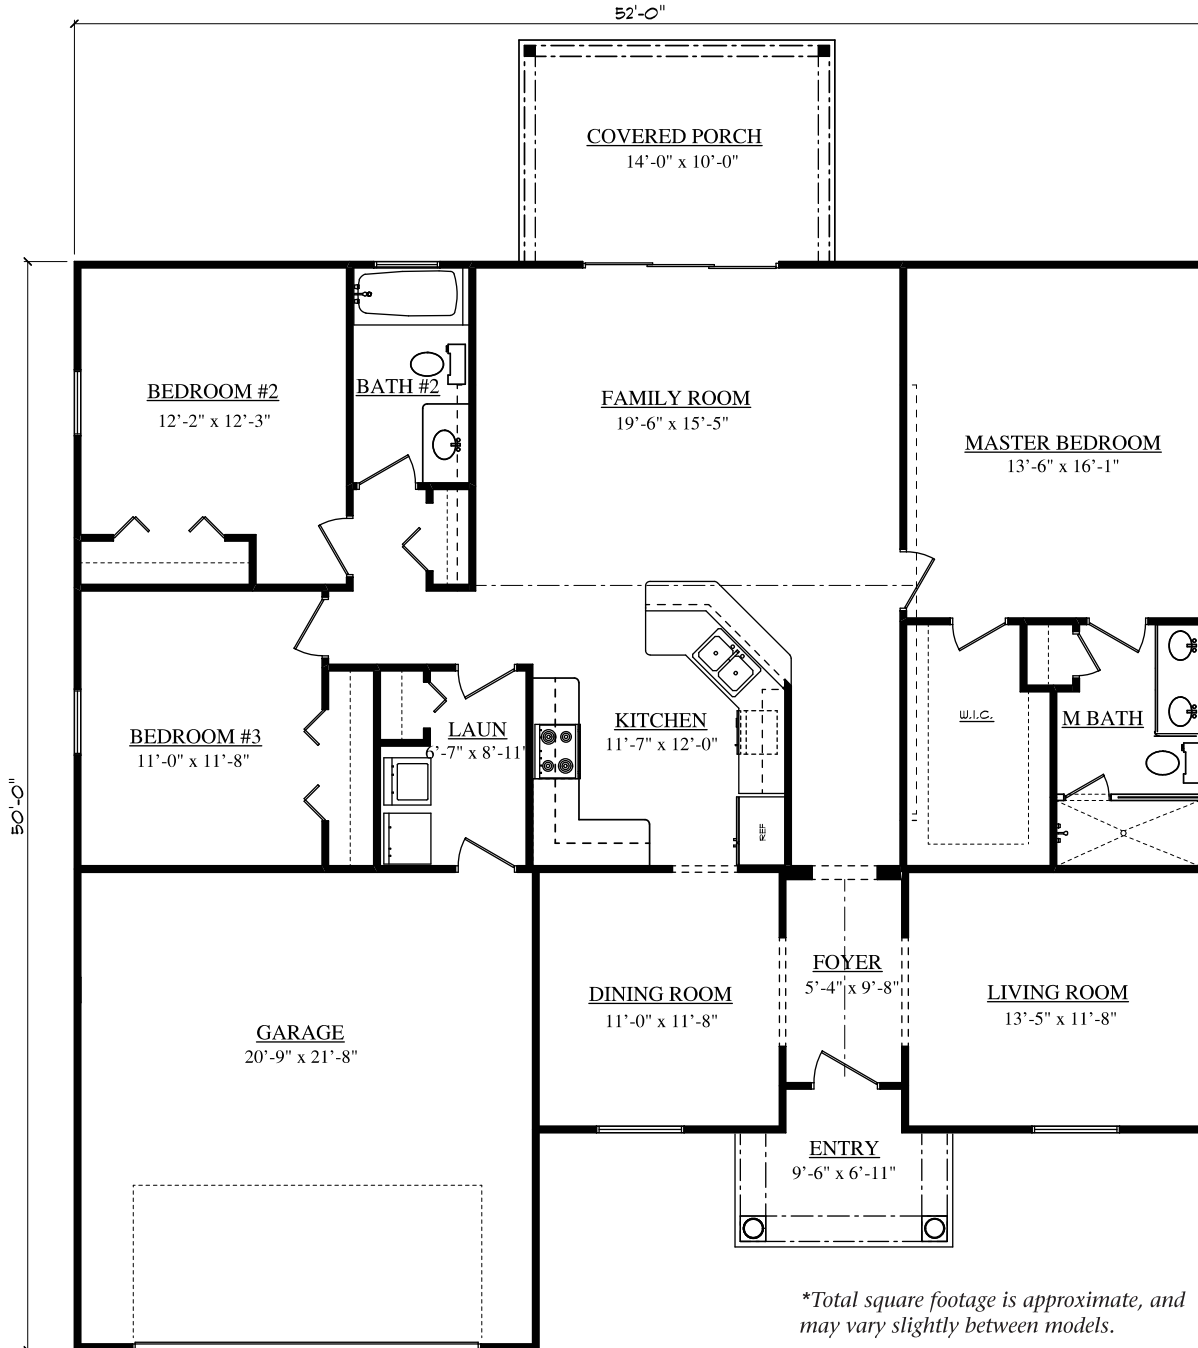 52'-0"
COVERED PORCH
14'-0" x 10'-0"
BEDROOM #2
12'-2" x 12'-3"
BATH #2
FAMILY ROOM
19'-6" x 15'-5"
MASTER BEDROOM
13'-6" x 16'-1"
BEDROOM #3
11'-0" x 11'-8"
LAUN
6'-7" x 8'-11"
KITCHEN
11'-7" x 12'-0"
REF
W.I.C.
M BATH
50'-0"
GARAGE
20'-9" x 21'-8"
DINING ROOM
11'-0" x 11'-8"
FOYER
5'-4" x 9'-8"
LIVING ROOM
13'-5" x 11'-8"
ENTRY
9'-6" x 6'-11"
*Total square footage is approximate, and
may vary slightly between models.